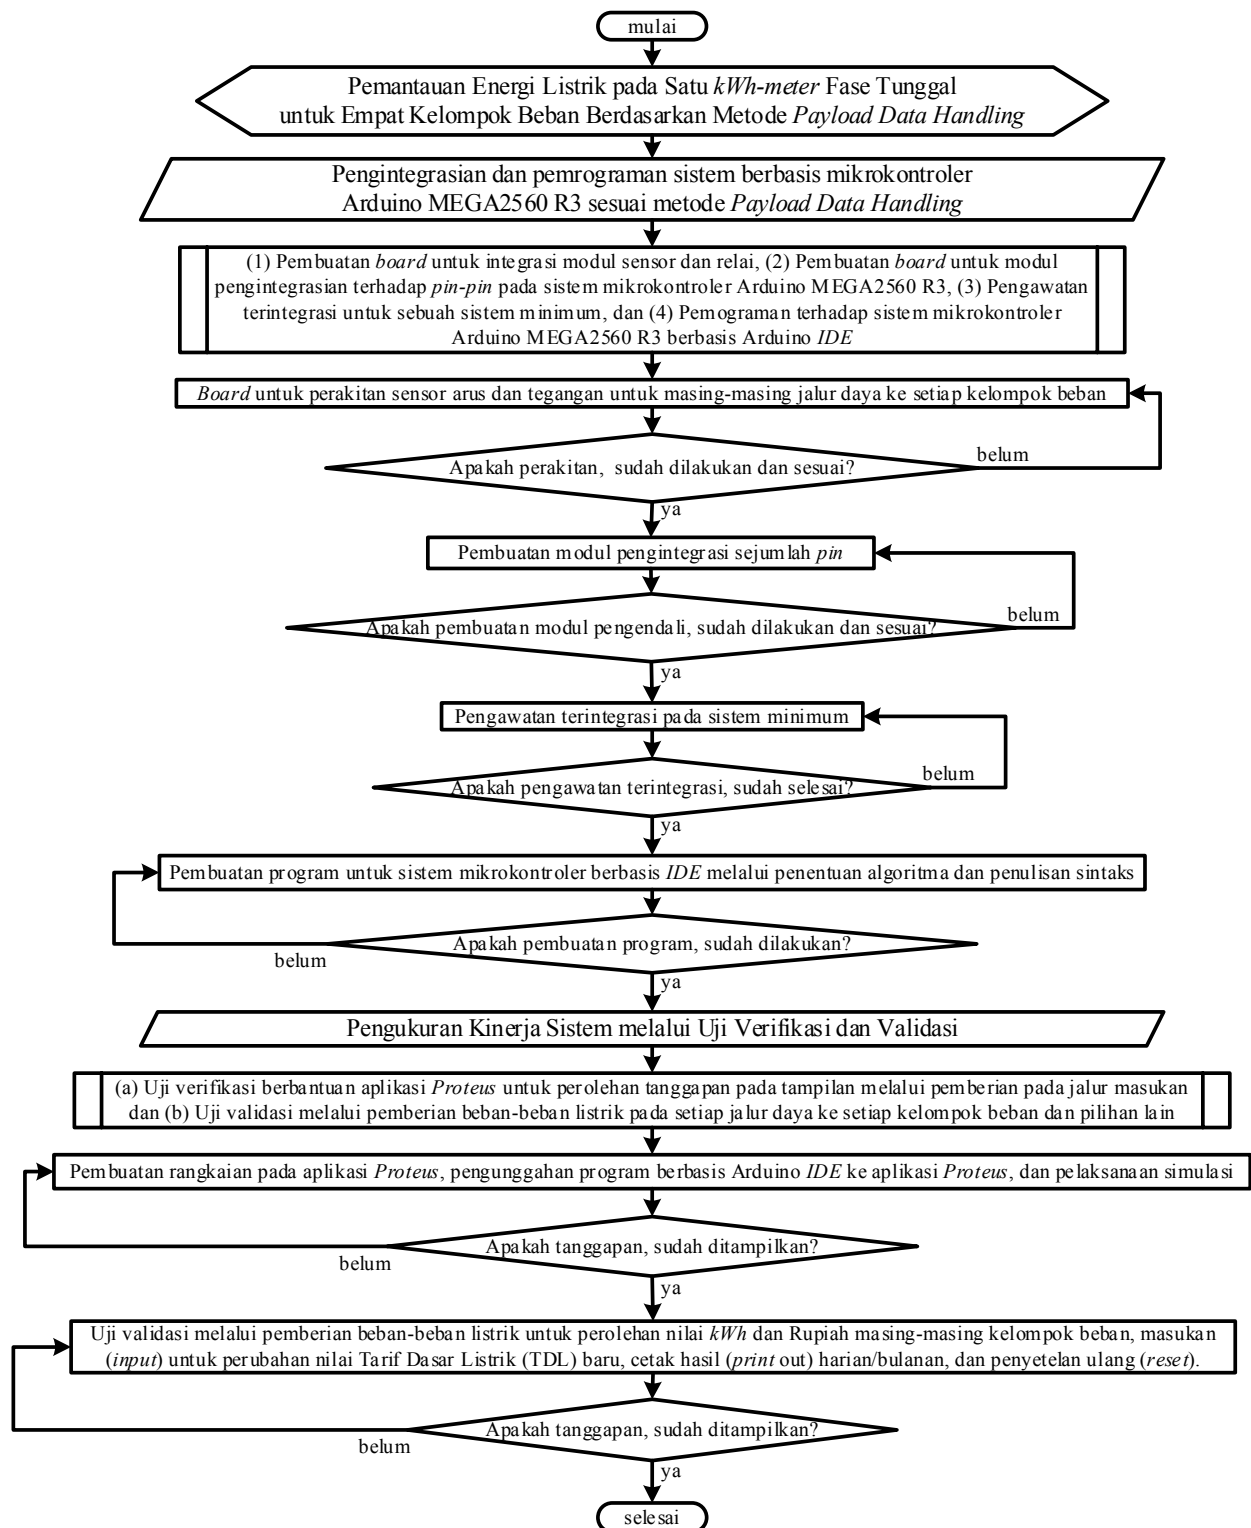 mulai
Pemantauan Energi Listrik pada Satu kWh-meter Fase Tunggal
untuk Empat Kelompok Beban Berdasarkan Metode Payload Data Handling
Pengintegrasian dan pemrograman sistem berbasis mikrokontroler
Arduino MEGA2560 R3 sesuai metode Payload Data Handling
(1) Pembuatan board untuk integrasi modul sensor dan relai, (2) Pembuatan board untuk modul
pengintegrasian terhadap pin-pin pada sistem mikrokontroler Arduino MEGA2560 R3, (3) Pengawatan
terintegrasi untuk sebuah sistem minimum, dan (4) Pemograman terhadap sistem mikrokontroler
Arduino MEGA2560 R3 berbasis Arduino IDE
Board untuk perakitan sensor arus dan tegangan untuk masing-masing jalur daya ke setiap kelompok beban
Apakah perakitan, sudah dilakukan dan sesuai?
belum
ya
Pembuatan modul pengintegrasi sejumlah pin
Apakah pembuatan modul pengendali, sudah dilakukan dan sesuai?
belum
ya
Pengawatan terintegrasi pada sistem minimum
Apakah pengawatan terintegrasi, sudah selesai?
belum
ya
Pembuatan program untuk sistem mikrokontroler berbasis IDE melalui penentuan algoritma dan penulisan sintaks
Apakah pembuatan program, sudah dilakukan?
belum
ya
Pengukuran Kinerja Sistem melalui Uji Verifikasi dan Validasi
(a) Uji verifikasi berbantuan aplikasi Proteus untuk perolehan tanggapan pada tampilan melalui pemberian pada jalur masukan
dan (b) Uji validasi melalui pemberian beban-beban listrik pada setiap jalur daya ke setiap kelompok beban dan pilihan lain
Pembuatan rangkaian pada aplikasi Proteus, pengunggahan program berbasis Arduino IDE ke aplikasi Proteus, dan pelaksanaan simulasi
Apakah tanggapan, sudah ditampilkan?
belum
ya
Uji validasi melalui pemberian beban-beban listrik untuk perolehan nilai kWh dan Rupiah masing-masing kelompok beban, masukan
(input) untuk perubahan nilai Tarif Dasar Listrik (TDL) baru, cetak hasil (print out) harian/bulanan, dan penyetelan ulang (reset).
Apakah tanggapan, sudah ditampilkan?
belum
ya
selesai